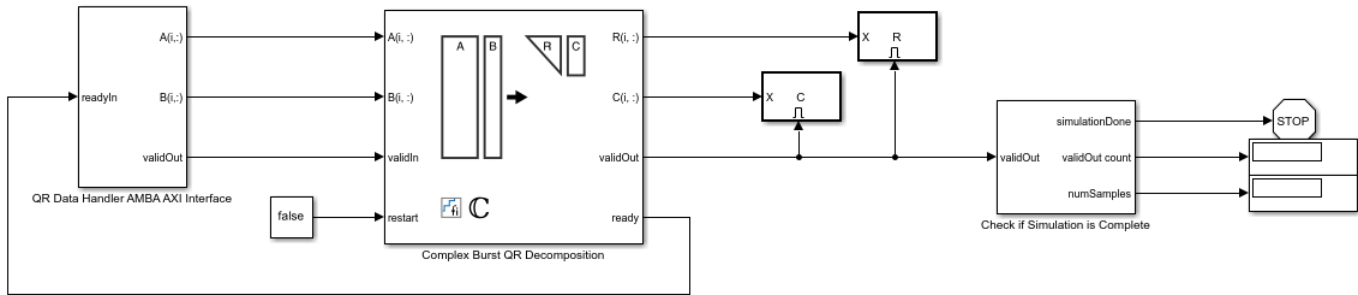 A(i,:)
readyIn
B(i,:)
validOut
QR Data Handler AMBA AXI Interface
false
A(i, :)
B(i, :)
validIn
restart
A
B
R
C
fi
ℂ
R(i, :)
C(i, :)
validOut
ready
Complex Burst QR Decomposition
X
R
X
C
validOut
simulationDone
validOut count
numSamples
Check if Simulation is Complete
STOP